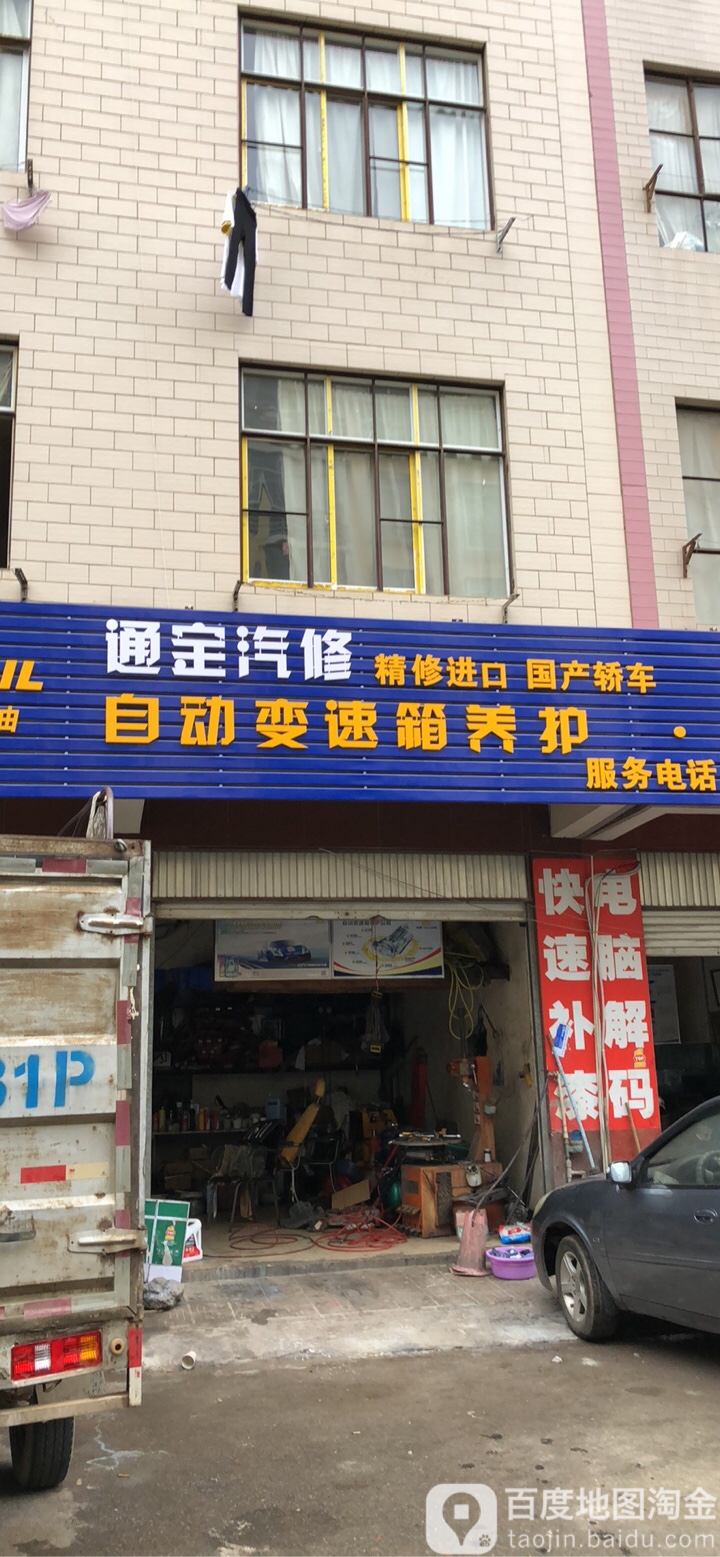 通宝汽修 精修进口 国产轿车
自动变速箱养护 ·
服务电话
快速补漆
电脑解码
31P
百度地图淘金
taojin.baidu.com